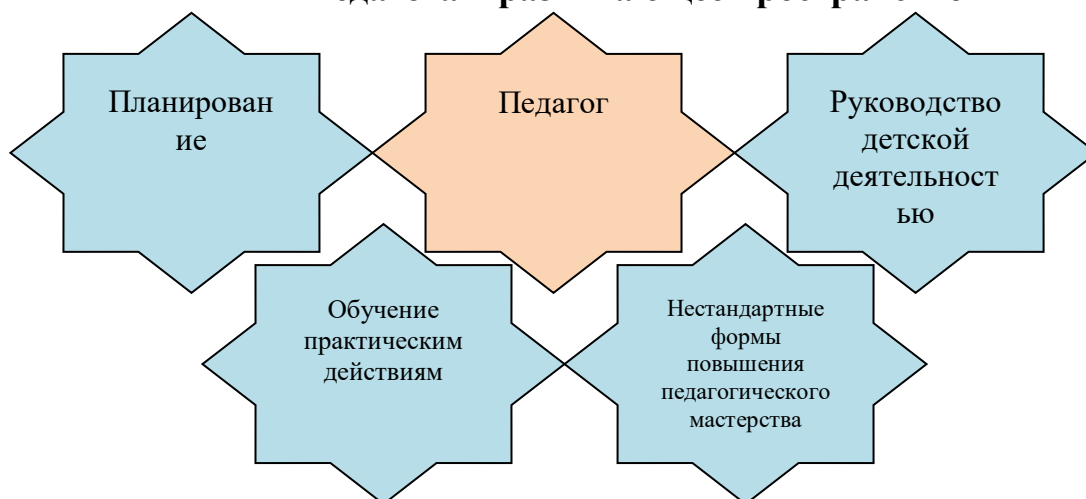 Планирован
ие
Педагог
Руководство
детской
деятельност
ью
Обучение
практическим
действиям
Нестандартные
формы
повышения
педагогического
мастерства